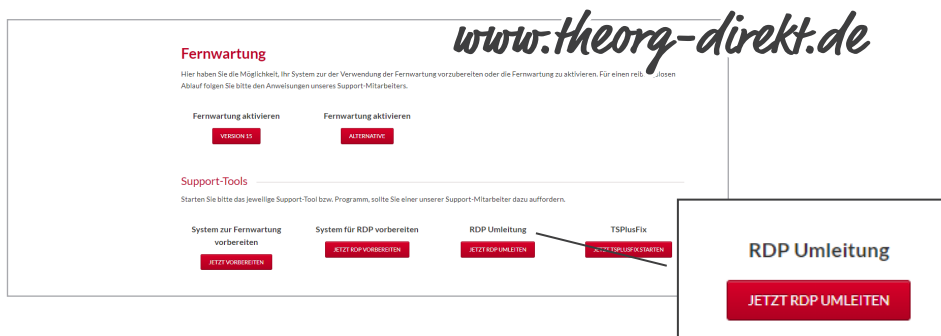 www.theorg-direkt.de
Fernwartung
Hier haben Sie die Möglichkeit, Ihr System zur der Verwendung der Fernwartung vorzubereiten oder die Fernwartung zu aktivieren. Für einen reibungslosen
Ablauf folgen Sie bitte den Anweisungen unseres Support-Mitarbeiters.
Fernwartung aktivieren
VERSION 15
Fernwartung aktivieren
ALTERNATIVE
Support-Tools
Starten Sie bitte das jeweilige Support-Tool bzw. Programm, sollte Sie einer unserer Support-Mitarbeiter dazu auffordern.
System zur Fernwartung
vorbereiten
JETZT VORBEREITEN
System für RDP vorbereiten
JETZT RDP VORBEREITEN
RDP Umleitung
JETZT RDP UMLEITEN
TSPlusFix
JETZT TSPLUSFIX STARTEN
RDP Umleitung
JETZT RDP UMLEITEN